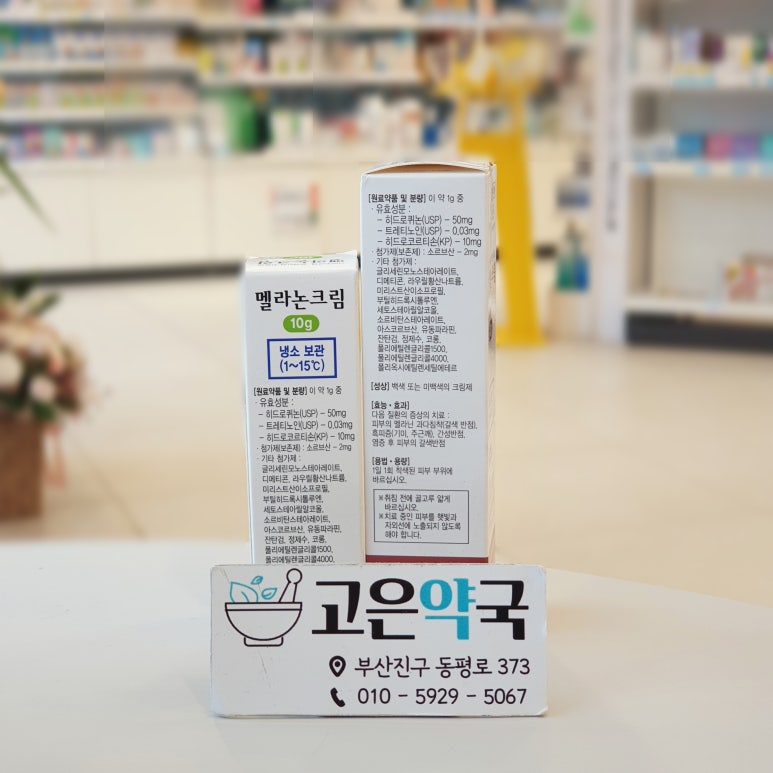 멜라논크림
10g
냉소 보관
(1~15℃)
[원료약품 및 분량] 이 약 1g 중
· 유효성분 :
– 히드로퀴논(USP) – 50mg
– 트레티노인(USP) – 0.03mg
– 히드로코르티손(KP) – 10mg
· 첨가제(보존제) : 소르브산 – 2mg
· 기타 첨가제 :
글리세린모노스테아레이트,
디메티콘, 라우릴황산나트륨,
미리스트산이소프로필,
부틸히드록시톨루엔,
세토스테아릴알코올,
소르비탄스테아레이트,
아스코르브산, 유동파라핀,
잔탄검, 정제수, 코롱,
폴리에틸렌글리콜1500,
폴리에틸렌글리콜4000,
[원료약품 및 분량] 이 약 1g 중
· 유효성분 :
– 히드로퀴논(USP) – 50mg
– 트레티노인(USP) – 0.03mg
– 히드로코르티손(KP) – 10mg
· 첨가제(보존제) : 소르브산 – 2mg
· 기타 첨가제 :
글리세린모노스테아레이트,
디메티콘, 라우릴황산나트륨,
미리스트산이소프로필,
부틸히드록시톨루엔,
세토스테아릴알코올,
소르비탄스테아레이트,
아스코르브산, 유동파라핀,
잔탄검, 정제수, 코롱,
폴리에틸렌글리콜1500,
폴리에틸렌글리콜4000,
폴리옥시에틸렌세틸에테르
[성상] 백색 또는 미백색의 크림제
[효능·효과]
다음 질환의 증상의 치료 :
피부의 멜라닌 과다침착(갈색 반점),
흑피증(기미, 주근깨), 간성반점,
염증 후 피부의 갈색반점
[용법·용량]
1일 1회 착색된 피부 부위에
바르십시오.
※취침 전에 골고루 얇게
바르십시오.
※치료 중인 피부를 햇빛과
자외선에 노출되지 않도록
해야 합니다.
고은약국
부산진구 동평로 373
010 - 5929 - 5067